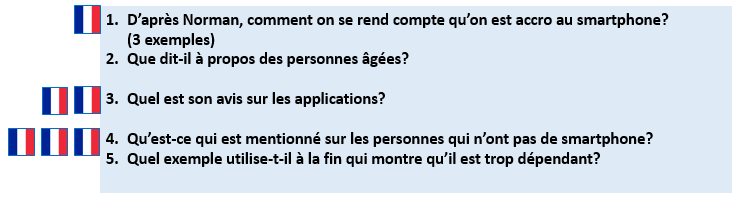 1. D'après Norman, comment on se rend compte qu'on est accro au smartphone?
(3 exemples)
2. Que dit-il à propos des personnes âgées?
3. Quel est son avis sur les applications?
4. Qu'est-ce qui est mentionné sur les personnes qui n'ont pas de smartphone?
5. Quel exemple utilise-t-il à la fin qui montre qu'il est trop dépendant?